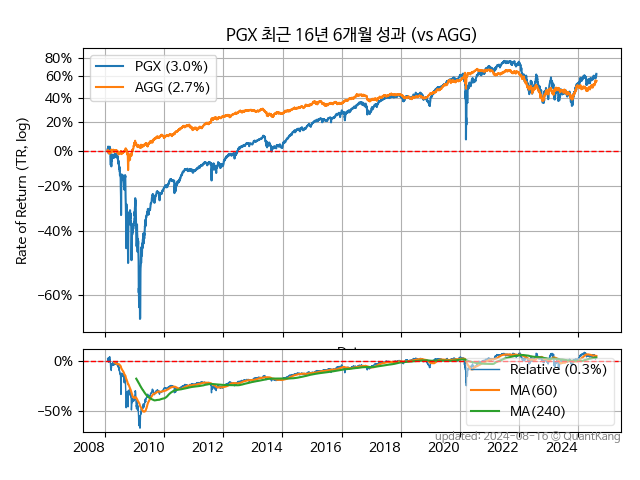 PGX 최근 16년 6개월 성과 (vs AGG)
Rate of Return (TR, log)
80%
60%
40%
20%
0%
−20%
−40%
−60%
PGX (3.0%)
AGG (2.7%)
0%
−50%
Relative (0.3%)
MA(60)
MA(240)
2008 2010 2012 2014 2016 2018 2020 2022 2024
updated: 2024-08-16 © QuantKang